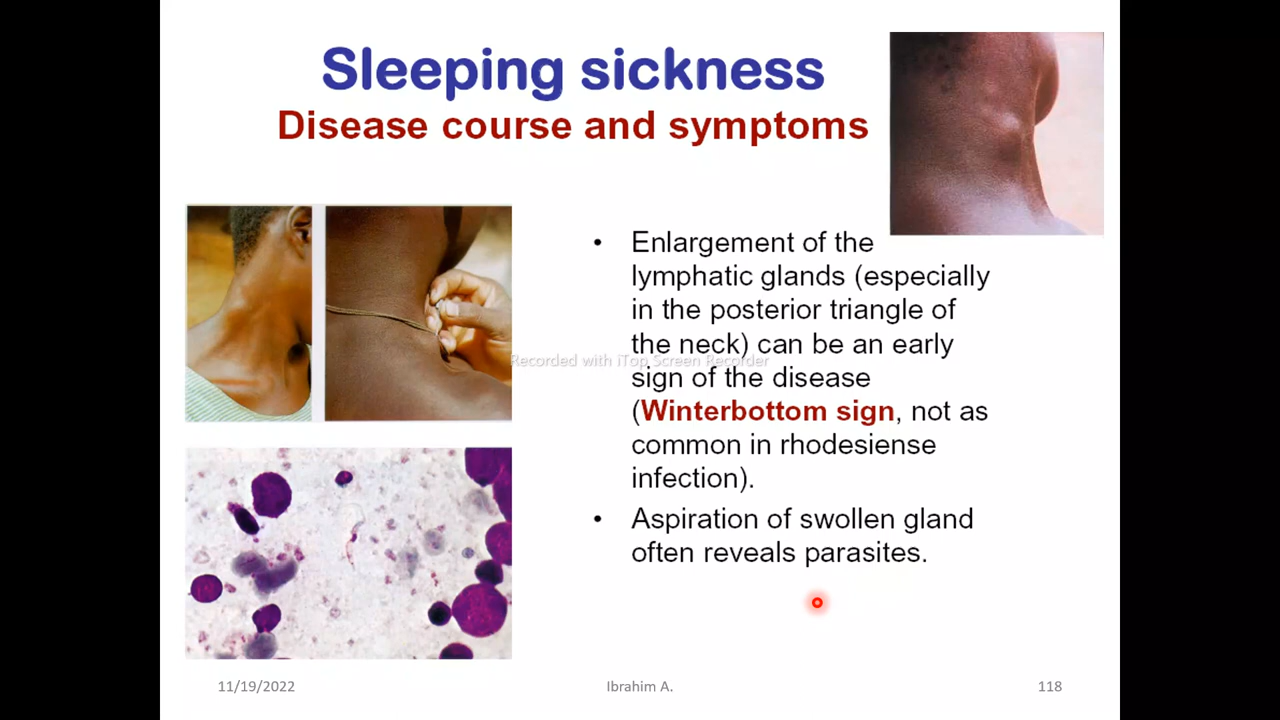 Sleeping sickness
Disease course and symptoms
• Enlargement of the
lymphatic glands (especially
in the posterior triangle of
the neck) can be an early
Recorded with iTop Screen Recorder
sign of the disease
(Winterbottom sign, not as
common in rhodesiense
infection).
• Aspiration of swollen gland
often reveals parasites.
11/19/2022
Ibrahim A.
118